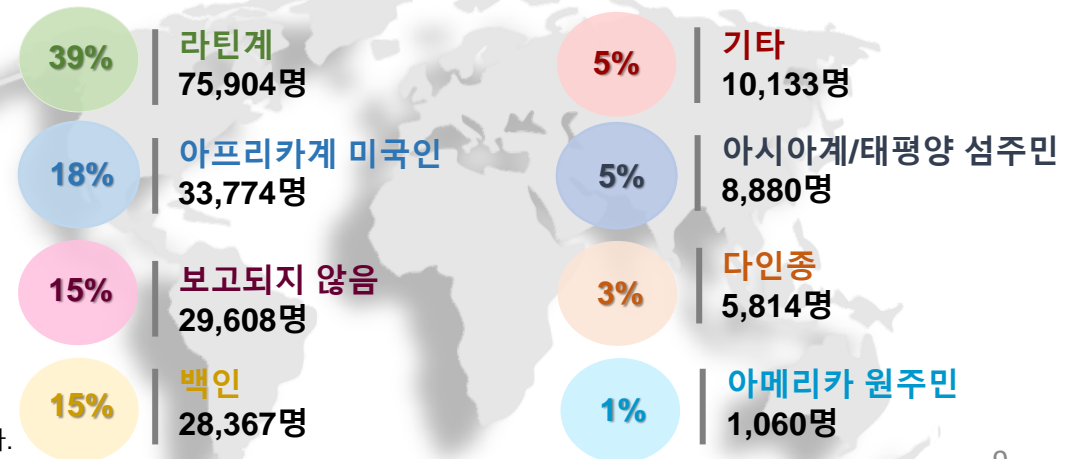 39%
라틴계
75,904명
18%
아프리카계 미국인
33,774명
15%
보고되지 않음
29,608명
15%
백인
28,367명
5%
기타
10,133명
5%
아시아계/태평양 섬주민
8,880명
3%
다인종
5,814명
1%
아메리카 원주민
1,060명